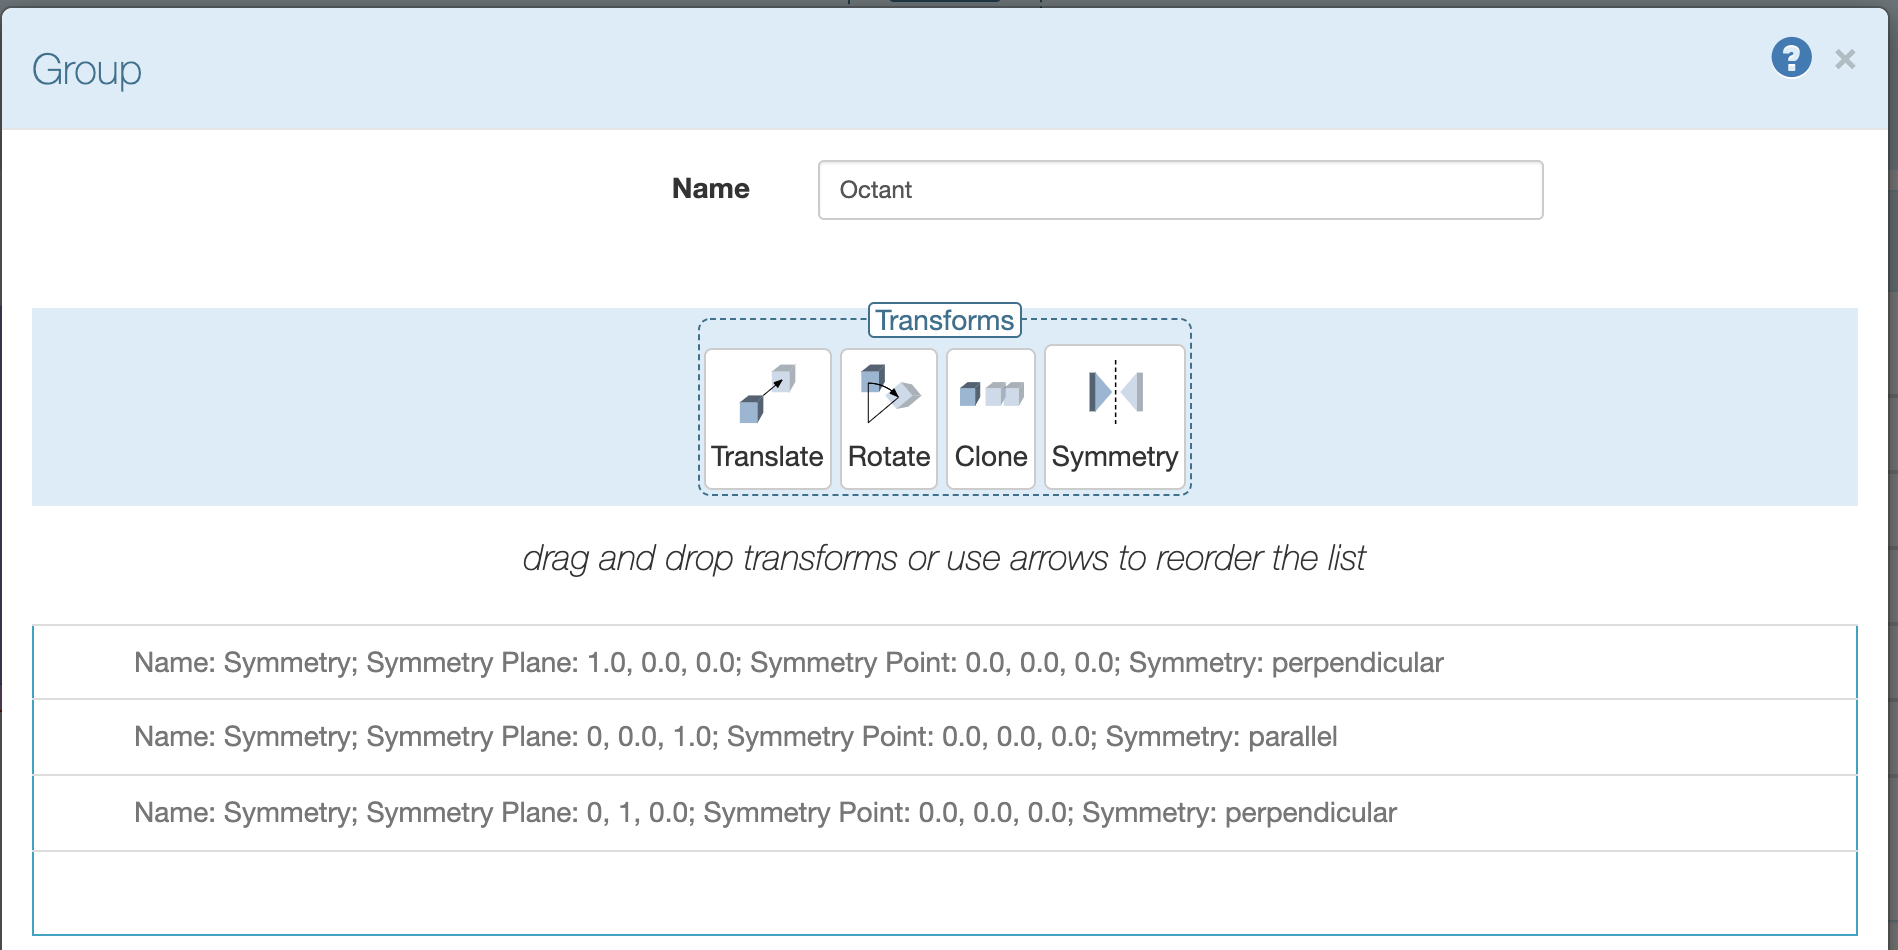 Group
?
×
Name
Octant
Transforms
Translate Rotate Clone Symmetry
drag and drop transforms or use arrows to reorder the list
Name: Symmetry; Symmetry Plane: 1.0, 0.0, 0.0; Symmetry Point: 0.0, 0.0, 0.0; Symmetry: perpendicular
Name: Symmetry; Symmetry Plane: 0, 0.0, 1.0; Symmetry Point: 0.0, 0.0, 0.0; Symmetry: parallel
Name: Symmetry; Symmetry Plane: 0, 1, 0.0; Symmetry Point: 0.0, 0.0, 0.0; Symmetry: perpendicular